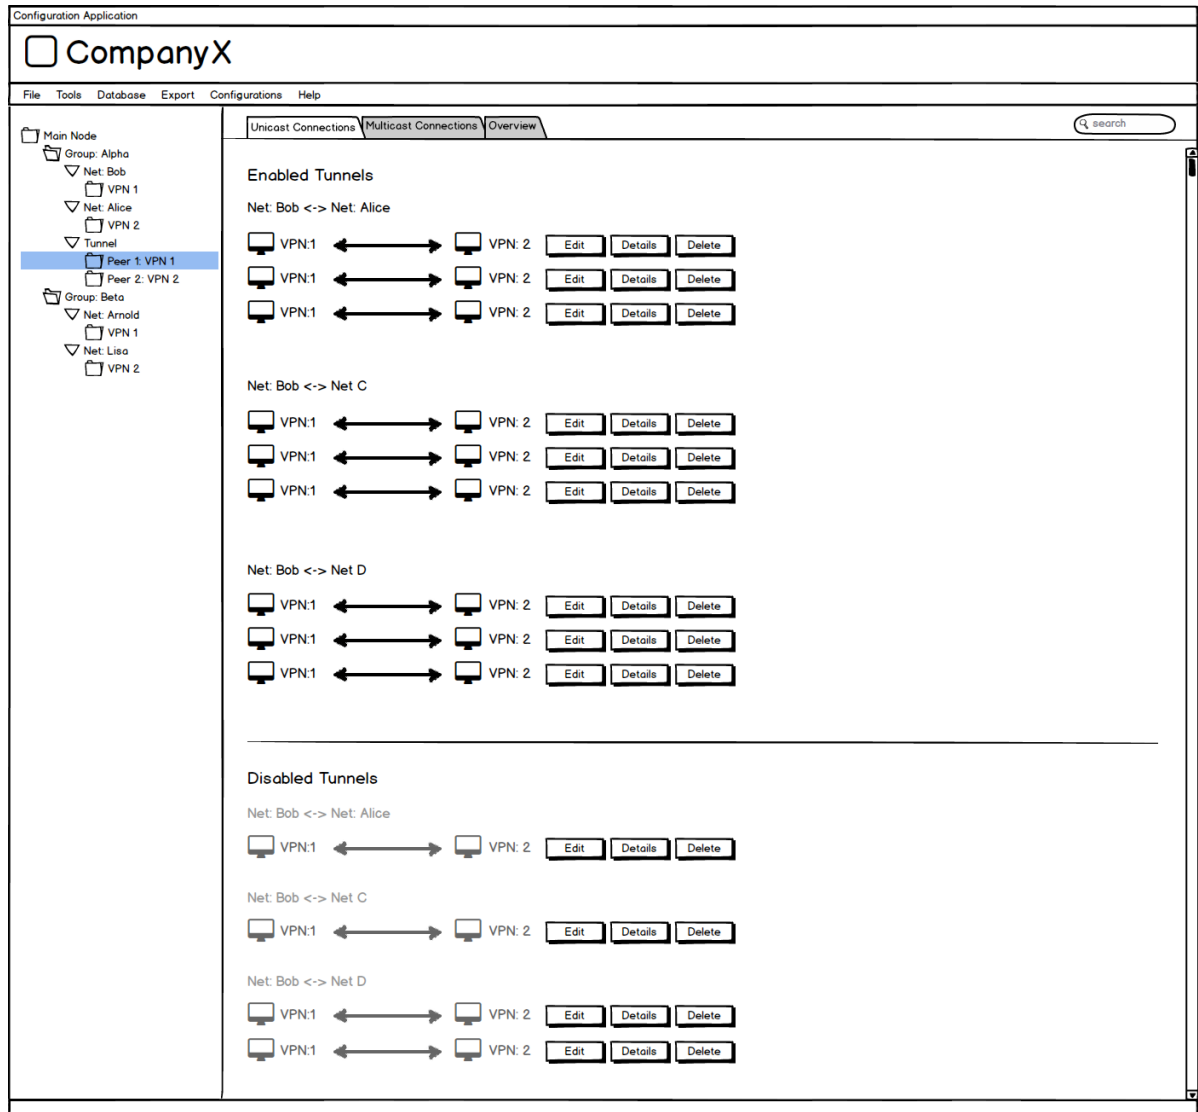 Configuration Application
CompanyX
File Tools Database Export Configurations Help
Main Node
Group: Alpha
Net: Bob
VPN 1
Net: Alice
VPN 2
Tunnel
Peer 1: VPN 1
Peer 2: VPN 2
Group: Beta
Net: Arnold
VPN 1
Net: Lisa
VPN 2
Unicast Connections Multicast Connections Overview
search
Enabled Tunnels
Net: Bob <-> Net: Alice
VPN:1 VPN: 2 Edit Details Delete
VPN:1 VPN: 2 Edit Details Delete
VPN:1 VPN: 2 Edit Details Delete
Net: Bob <-> Net C
VPN:1 VPN: 2 Edit Details Delete
VPN:1 VPN: 2 Edit Details Delete
VPN:1 VPN: 2 Edit Details Delete
Net: Bob <-> Net D
VPN:1 VPN: 2 Edit Details Delete
VPN:1 VPN: 2 Edit Details Delete
VPN:1 VPN: 2 Edit Details Delete
Disabled Tunnels
Net: Bob <-> Net: Alice
VPN:1 VPN: 2 Edit Details Delete
Net: Bob <-> Net C
VPN:1 VPN: 2 Edit Details Delete
Net: Bob <-> Net D
VPN:1 VPN: 2 Edit Details Delete
VPN:1 VPN: 2 Edit Details Delete